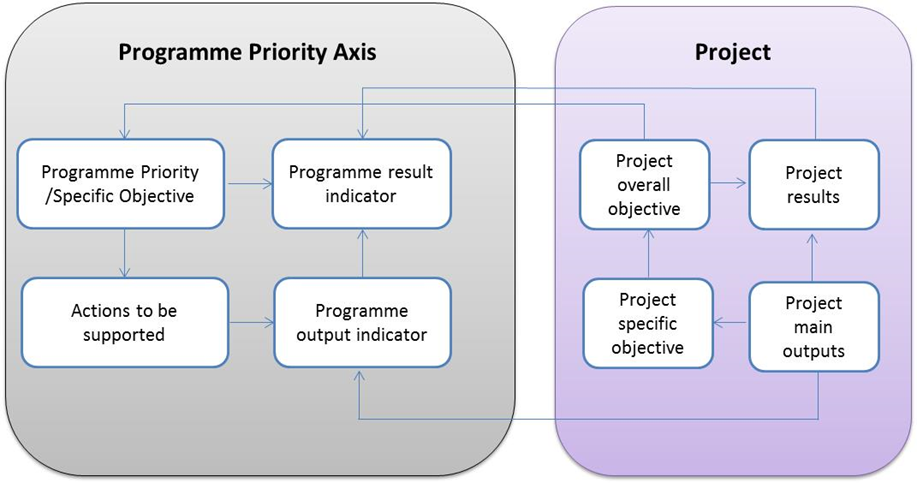 Programme Priority Axis
Programme Priority
/Specific Objective
Programme result
indicator
Actions to be
supported
Programme
output indicator
Project
Project
overall
objective
Project
results
Project
specific
objective
Project
main
outputs